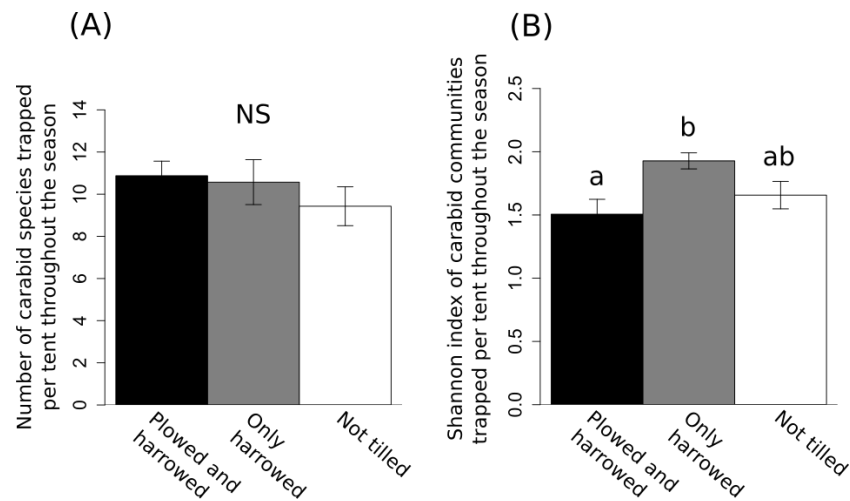 (A)
Number of carabid species trapped
per tent throughout the season
0
2
4
6
8
10
12
14
NS
Plowed and
harrowed
Only
harrowed
Not tilled
(B)
Shannon index of carabid communities
trapped per tent throughout the season
0.0
0.5
1.0
1.5
2.0
2.5
a
b
ab
Plowed and
harrowed
Only
harrowed
Not tilled